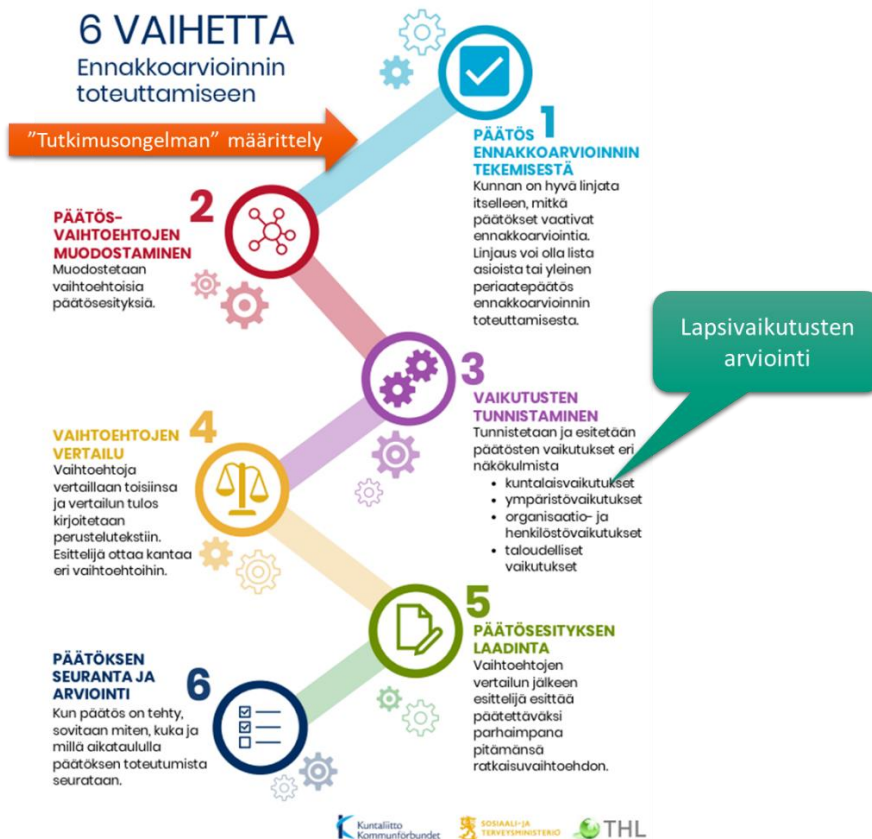 6 VAIHETTA
Ennakkoarvioinnin
toteuttamiseen
"Tutkimusongelman" määrittely
1
PÄÄTÖS
ENNAKKOARVIOINNIN
TEKEMISESTÄ
Kunnan on hyvä linjata
itselleen, mitkä
päätökset vaativat
ennakkoarviointia.
Linjaus voi olla lista
asioista tai yleinen
periaatepäätös
ennakkoarvioinnin
toteuttamisesta.
2
PÄÄTÖS-
VAIHTOEHTOJEN
MUODOSTAMINEN
Muodostetaan
vaihtoehtoisia
päätösesityksiä.
Lapsivaikutusten
arviointi
3
VAIKUTUSTEN
TUNNISTAMINEN
Tunnistetaan ja esitetään
päätösten vaikutukset eri
näkökulmista
• kuntalaisvaikutukset
• ympäristövaikutukset
• organisaatio- ja
henkilöstövaikutukset
• taloudelliset
vaikutukset
4
VAIHTOEHTOJEN
VERTAILU
Vaihtoehtoja
vertaillaan toisiinsa
ja vertailun tulos
kirjoitetaan
perustelutekstiin.
Esittelijä ottaa kantaa
eri vaihtoehtoihin.
5
PÄÄTÖSESITYKSEN
LAADINTA
Vaihtoehtojen
vertailun jälkeen
esittelijä esittää
päätettäväksi
parhaimpana
pitämänsä
ratkaisuvaihtoehdon.
6
PÄÄTÖKSEN
SEURANTA JA
ARVIOINTI
Kun päätös on tehty,
sovitaan miten, kuka ja
millä aikataululla
päätöksen toteutumista
seurataan.
Kuntaliitto
Kommunförbundet
SOSIAALI- JA
TERVEYSMINISTERIÖ
THL